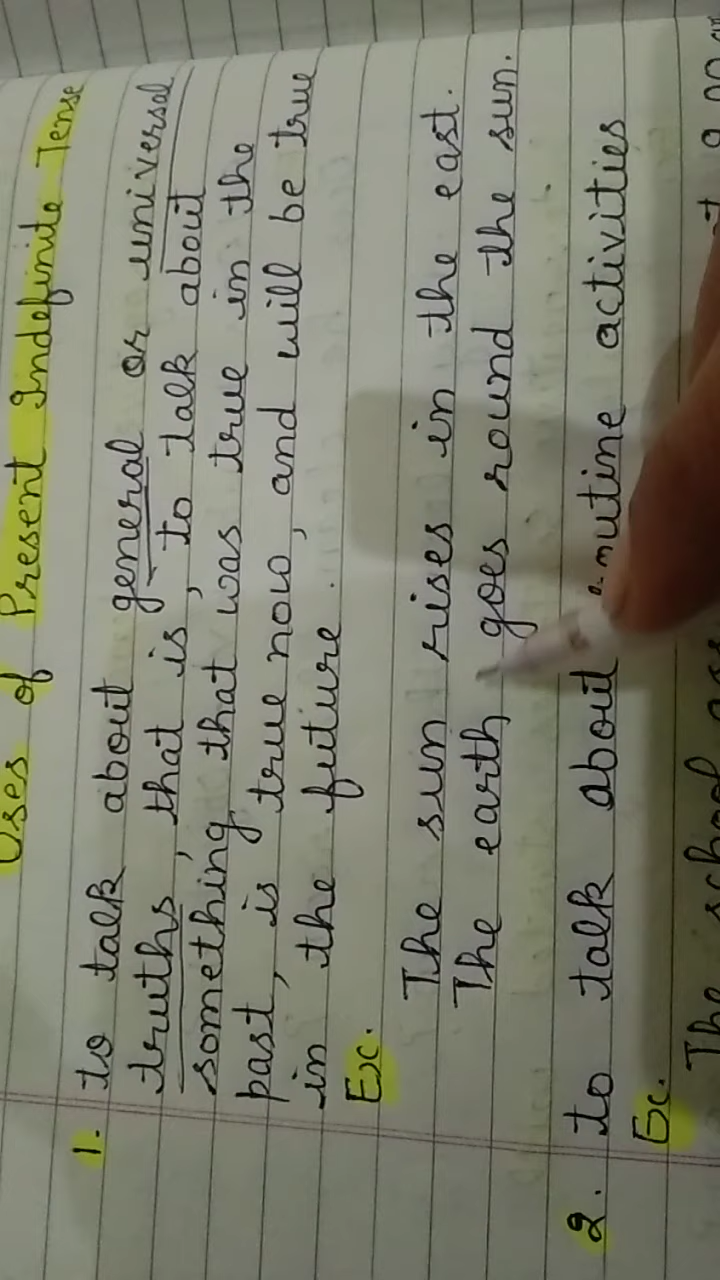 Uses of Present Indefinite Tense
1. to talk about general or universal
truths, that is, to talk about
something that was true in the
past, is true now, and will be true
in the future.
Ex.
The sun rises in the east.
The earth goes round the sun.
2. to talk about routine activities
Ex.
The school